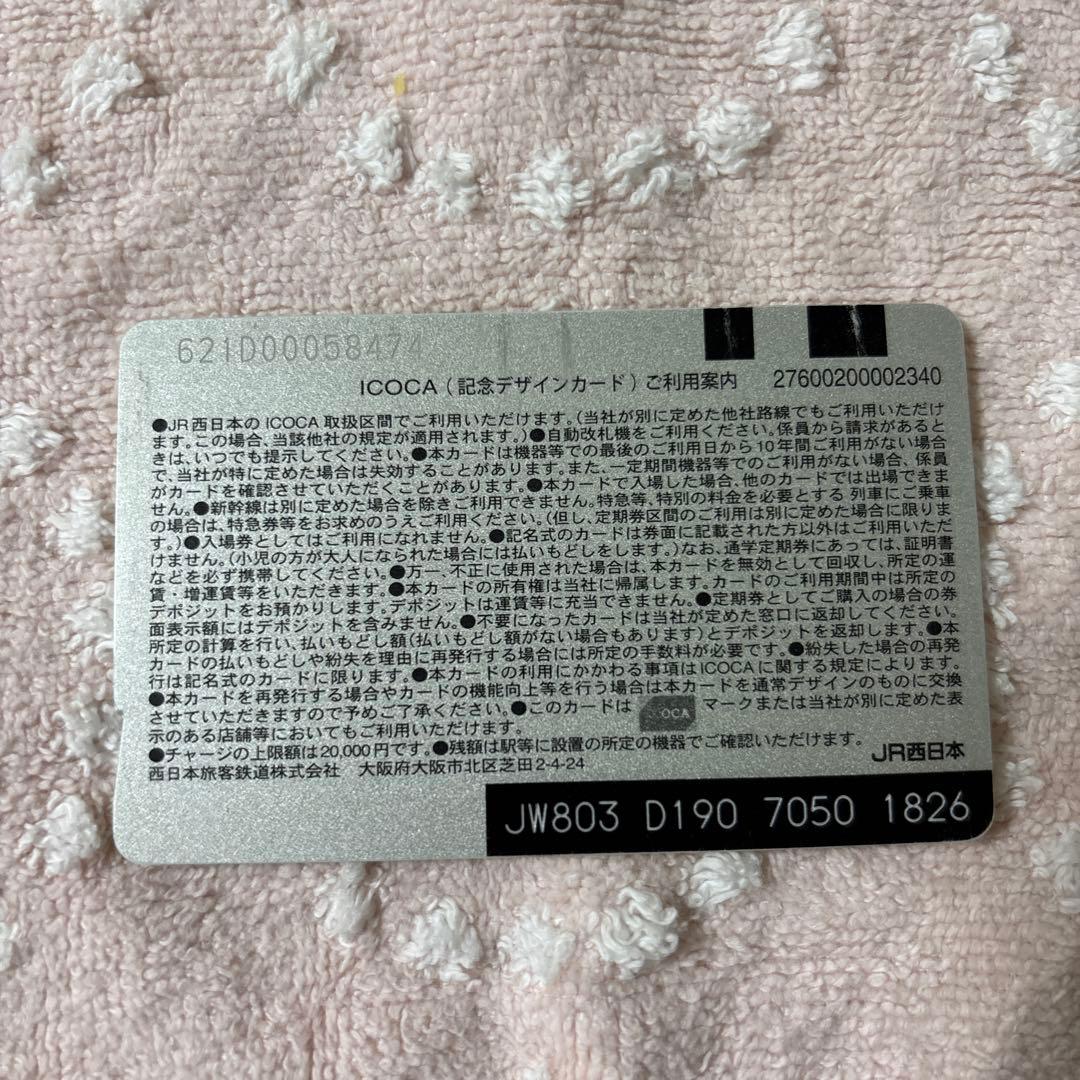 621D00058474
ICOCA（記念デザインカード）ご利用案内　27600200002340
●JR西日本のICOCA取扱区間でご利用いただけます。（当社が別に定めた他社路線でもご利用いただけ
ます。この場合、当該他社の規定が適用されます。）●自動改札機をご利用ください。係員から請求があると
きは、いつでも提示してください。●本カードは機器等での最後のご利用日から10年間ご利用がない場合
で、当社が特に定めた場合は失効することがあります。また、一定期間機器等でのご利用がない場合、係員
がカードを確認させていただくことがあります。●本カードで入場した場合、他のカードでは出場できま
せん。●新幹線は別に定めた場合を除きご利用できません。特急等、特別の料金を必要とする列車にご乗車
の場合は、特急券等をお求めのうえご利用ください。（但し、定期券区間のご利用は別に定めた場合に限りま
す。）●入場券としてはご利用になれません。●記名式のカードは券面に記載された方以外はご利用いただ
けません。（小児の方が大人になられた場合には払いもどしをします。）なお、通学定期券にあっては、証明書
などを必ず携帯してください。●万一、不正に使用された場合は、本カードを無効として回収し、所定の運
賃・増運賃等をいただきます。●本カードの所有権は当社に帰属します。カードのご利用期間中は所定の
デポジットをお預かりします。デポジットは運賃等に充当できません。●定期券としてご購入の場合の券
面表示額にはデポジットを含みません。●不要になったカードは当社が定めた窓口に返却してください。
所定の計算を行い、払いもどし額（払いもどし額がない場合もあります）とデポジットを返却します。●本
カードの払いもどしや紛失を理由に再発行する場合には所定の手数料が必要です。●紛失した場合の再発
行は記名式のカードに限ります。●本カードの利用にかかわる事項はICOCAに関する規定によります。
●本カードを再発行する場合やカードの機能向上等を行う場合は本カードを通常デザインのものに交換
させていただきますので予めご了承ください。●このカードは ICOCA マークまたは当社が別に定めた表
示のある店舗等においてもご利用いただけます。
●チャージの上限額は20,000円です。●残額は駅等に設置の所定の機器でご確認いただけます。
西日本旅客鉄道株式会社　大阪府大阪市北区芝田2-4-24
JR西日本
JW803 D190 7050 1826